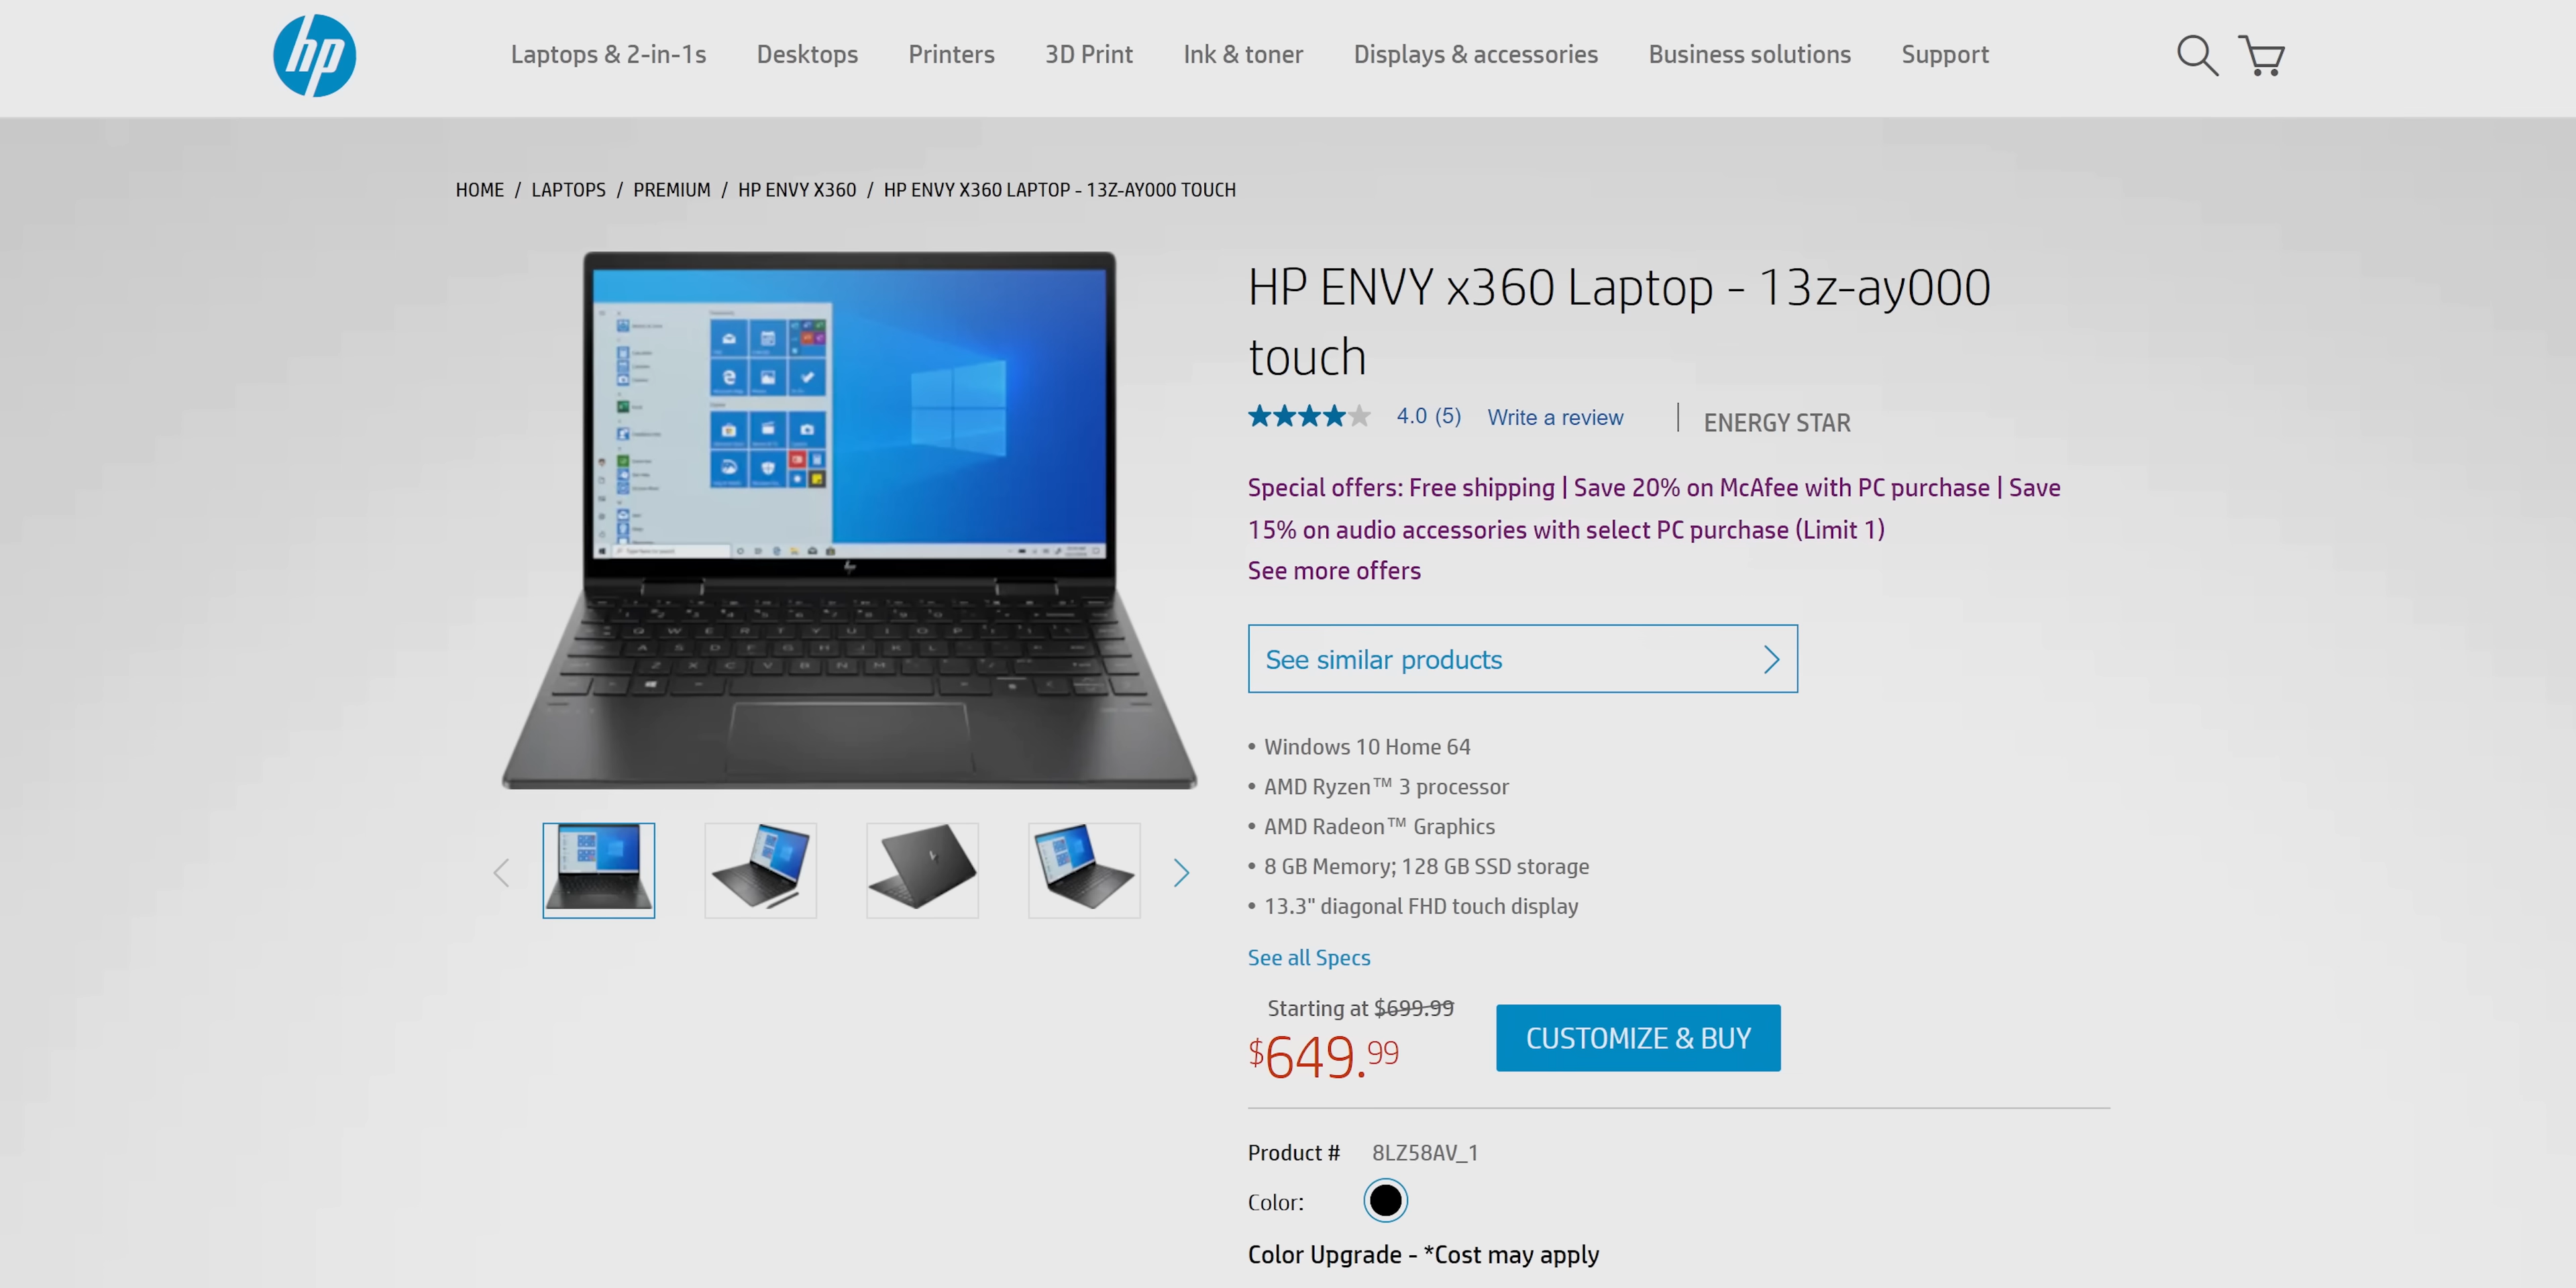 hp
Laptops & 2-in-1s
Desktops
Printers
3D Print
Ink & toner
Displays & accessories
Business solutions
Support
HOME / LAPTOPS / PREMIUM / HP ENVY X360 / HP ENVY X360 LAPTOP - 13Z-AY000 TOUCH
HP ENVY x360 Laptop - 13z-ay000
touch
4.0 (5) Write a review | ENERGY STAR
Special offers: Free shipping | Save 20% on McAfee with PC purchase | Save
15% on audio accessories with select PC purchase (Limit 1)
See more offers
See similar products
• Windows 10 Home 64
• AMD Ryzen™ 3 processor
• AMD Radeon™ Graphics
• 8 GB Memory; 128 GB SSD storage
• 13.3" diagonal FHD touch display
See all Specs
Starting at $699.99
$649.99
CUSTOMIZE & BUY
Product # 8LZ58AV_1
Color:
Color Upgrade - *Cost may apply